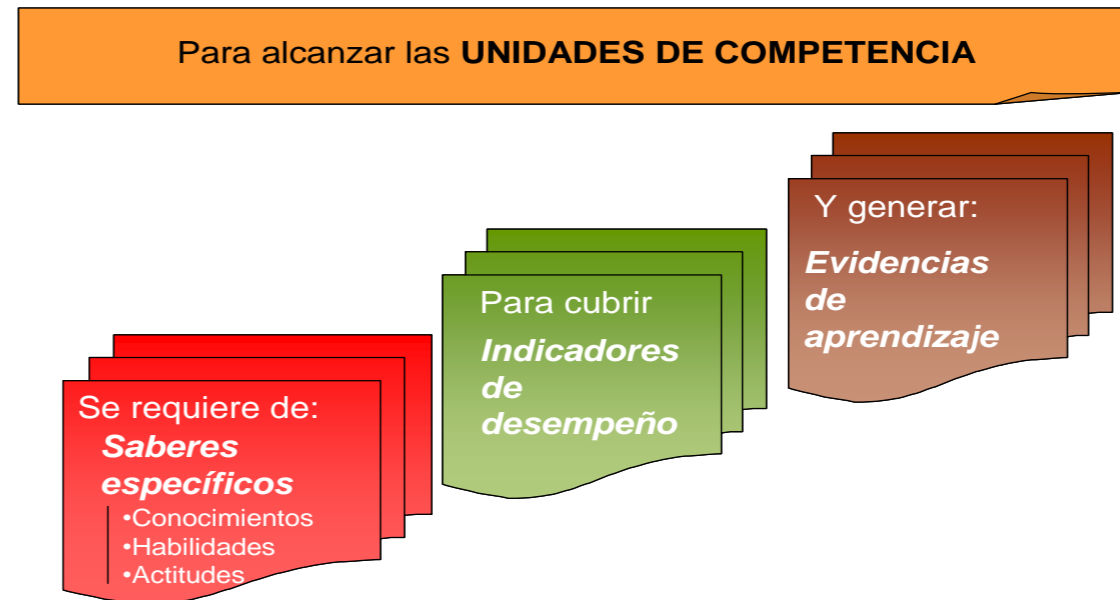 Para alcanzar las UNIDADES DE COMPETENCIA
Se requiere de:
Saberes
específicos
•Conocimientos
•Habilidades
•Actitudes
Para cubrir
Indicadores
de
desempeño
Y generar:
Evidencias
de
aprendizaje